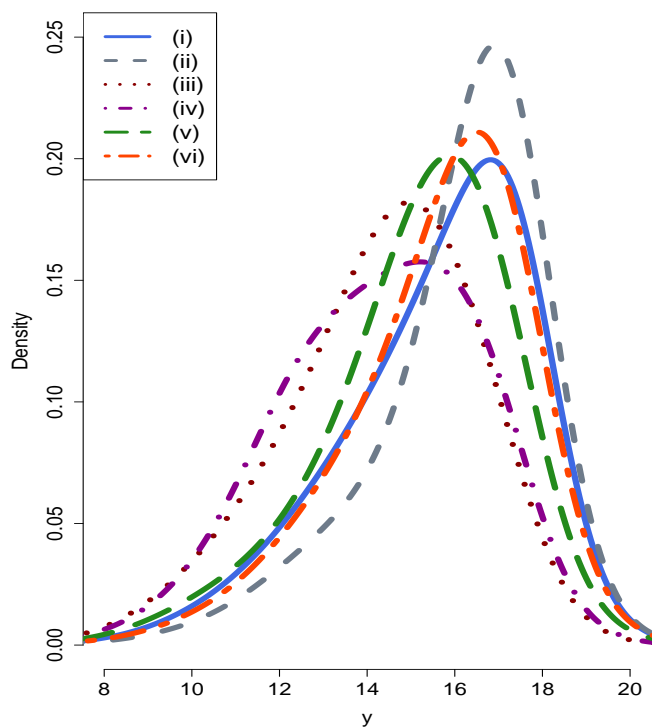 (i)
(ii)
(iii)
(iv)
(v)
(vi)
0.25
0.20
0.15
0.10
0.05
0.00
Density
8 10 12 14 16 18 20
y